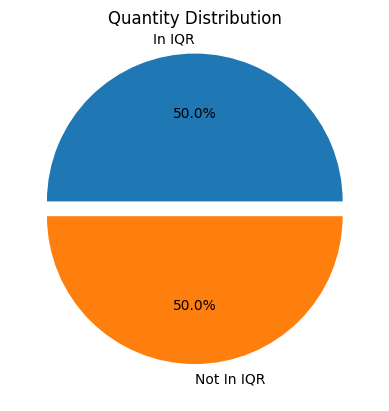 Quantity Distribution
In IQR
50.0%
50.0%
Not In IQR